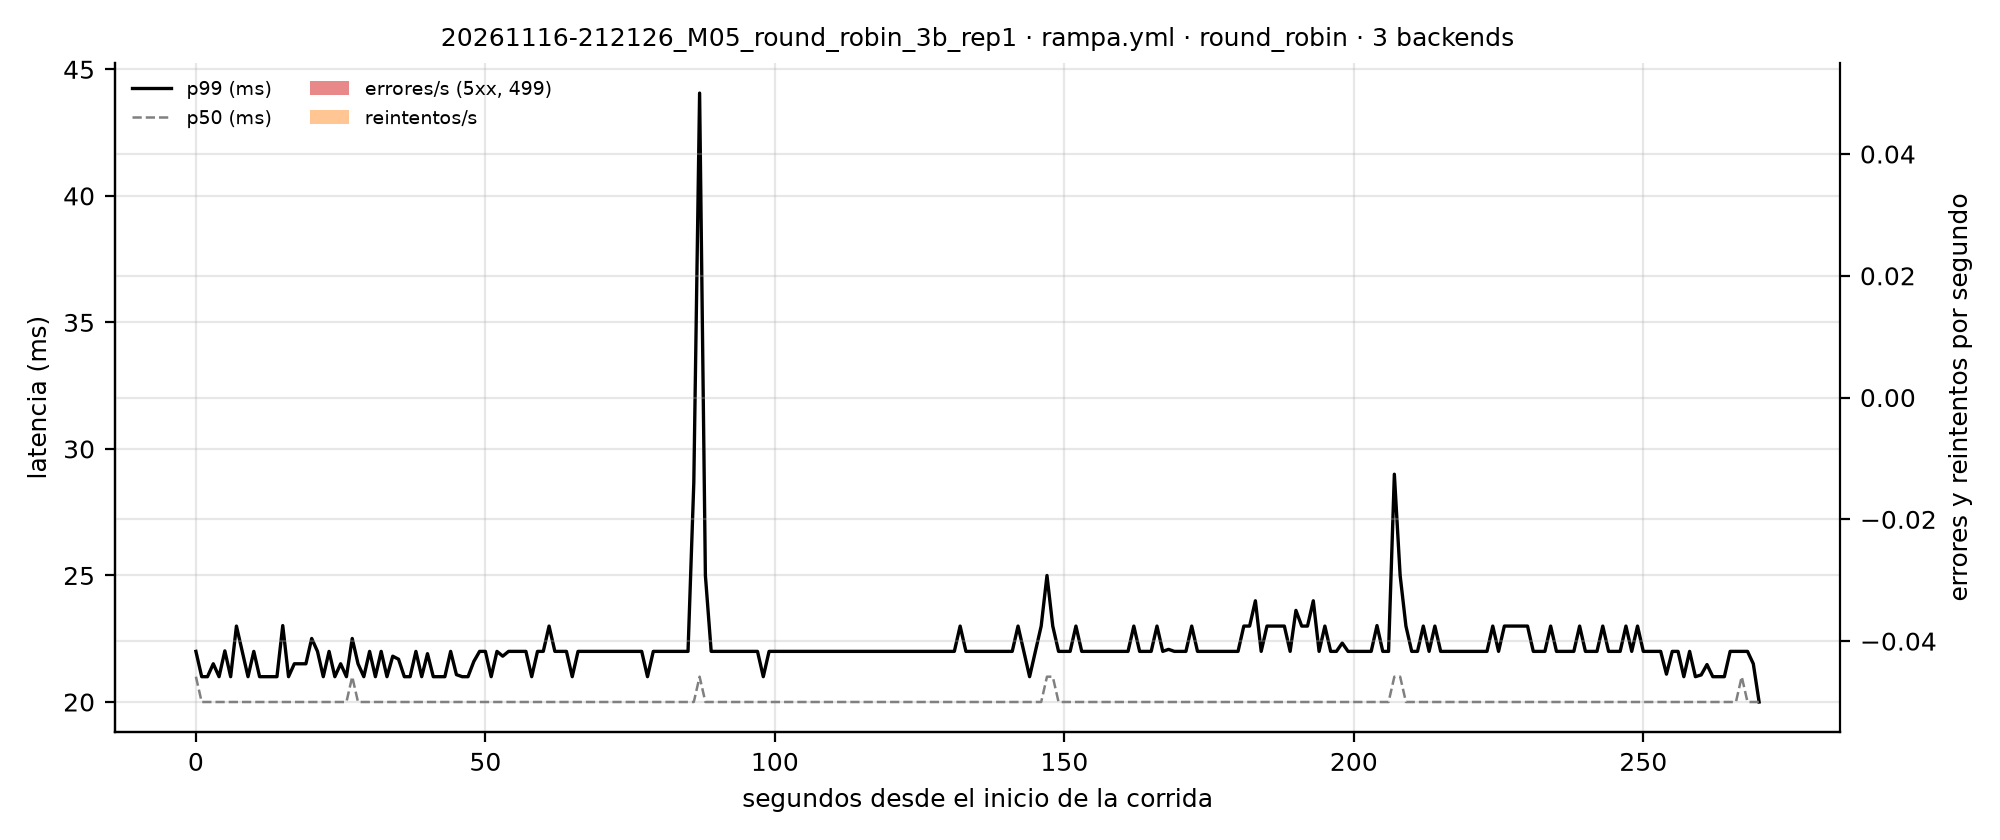 20261116-212126_M05_round_robin_3b_rep1 · rampa.yml · round_robin · 3 backends
p99 (ms)
p50 (ms)
errores/s (5xx, 499)
reintentos/s
45
40
35
30
25
20
latencia (ms)
0.04
0.02
0.00
−0.02
−0.04
errores y reintentos por segundo
0 50 100 150 200 250
segundos desde el inicio de la corrida